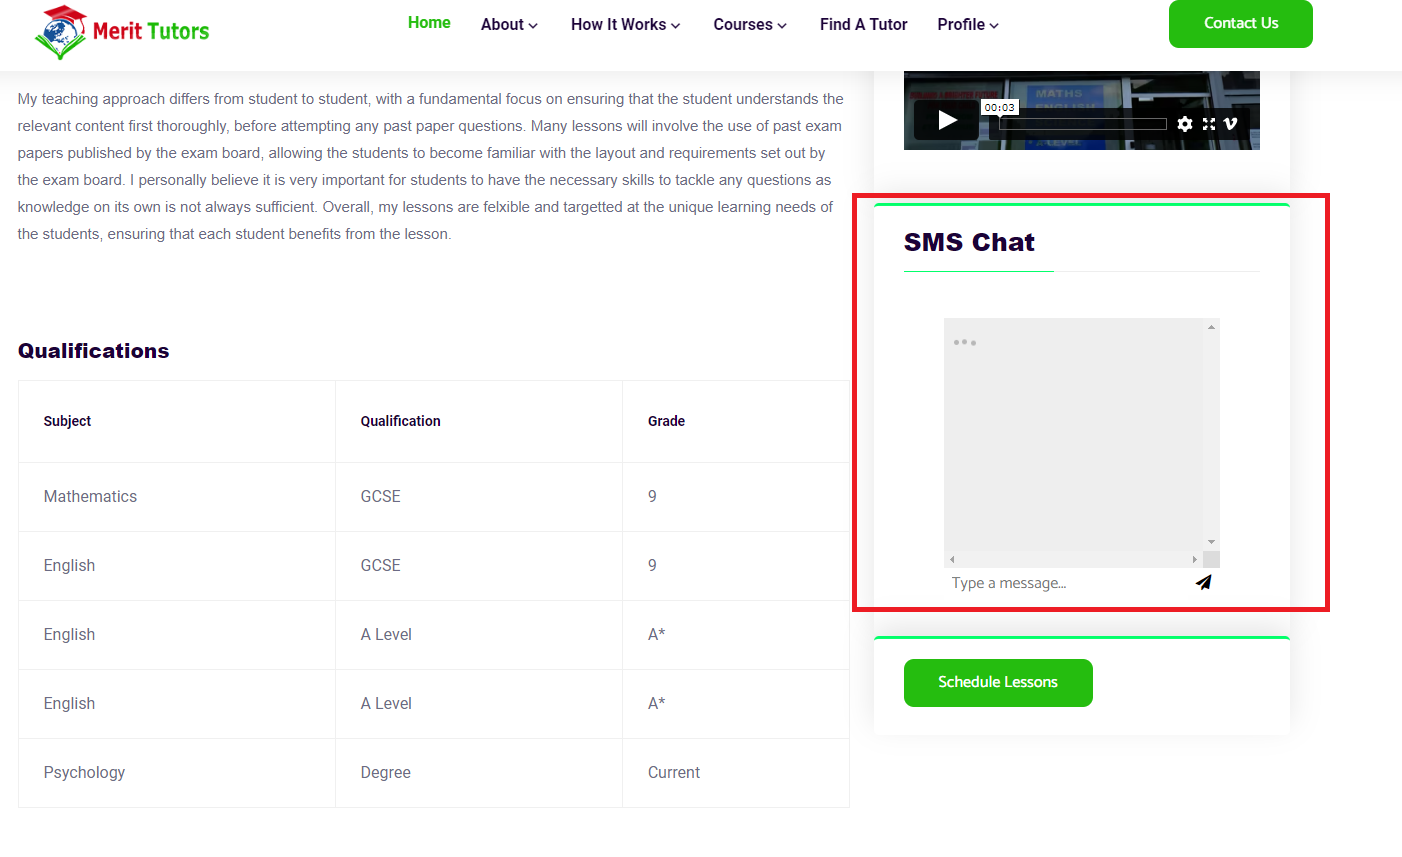 Merit Tutors
Home
About
How It Works
Courses
Find A Tutor
Profile
Contact Us
My teaching approach differs from student to student, with a fundamental focus on ensuring that the student understands the
relevant content first thoroughly, before attempting any past paper questions. Many lessons will involve the use of past exam
papers published by the exam board, allowing the students to become familiar with the layout and requirements set out by
the exam board. I personally believe it is very important for students to have the necessary skills to tackle any questions as
knowledge on its own is not always sufficient. Overall, my lessons are felxible and targetted at the unique learning needs of
the students, ensuring that each student benefits from the lesson.
Qualifications
Subject Qualification Grade
Mathematics GCSE 9
English GCSE 9
English A Level A*
English A Level A*
Psychology Degree Current
MATHS
ENGLISH
00:03
SMS Chat
Type a message...
Schedule Lessons